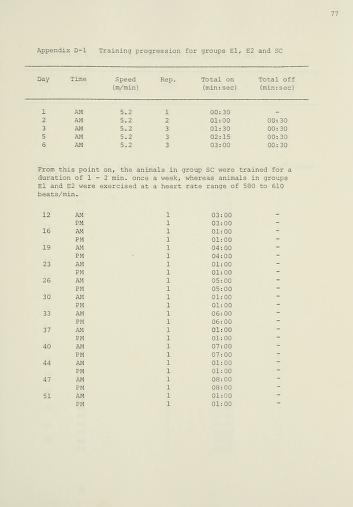 77
Appendix D-1 Training progression for groups E1, E2 and SC
Day Time Speed Rep. Total on Total off
(m/min) (min:sec) (min:sec)
1 AM 5.2 1 00:30 -
2 AM 5.2 2 01:00 00:30
3 AM 5.2 3 01:30 00:30
5 AM 5.2 3 02:15 00:30
6 AM 5.2 3 03:00 00:30
From this point on, the animals in group SC were trained for a
duration of 1 - 2 min. once a week, whereas animals in groups
E1 and E2 were exercised at a heart rate range of 580 to 610
beats/min.
12 AM 1 03:00 -
PM 1 03:00 -
16 AM 1 01:00 -
PM 1 01:00 -
19 AM 1 04:00 -
PM 1 04:00 -
23 AM 1 01:00 -
PM 1 01:00 -
26 AM 1 05:00 -
PM 1 05:00 -
30 AM 1 01:00 -
PM 1 01:00 -
33 AM 1 06:00 -
PM 1 06:00 -
37 AM 1 01:00 -
PM 1 01:00 -
40 AM 1 07:00 -
PM 1 07:00 -
44 AM 1 01:00 -
PM 1 01:00 -
47 AM 1 08:00 -
PM 1 08:00 -
51 AM 1 01:00 -
PM 1 01:00 -